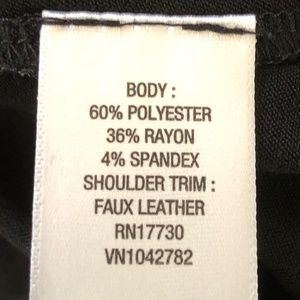 BODY :
60% POLYESTER
36% RAYON
4% SPANDEX
SHOULDER TRIM :
FAUX LEATHER
RN17730
VN1042782